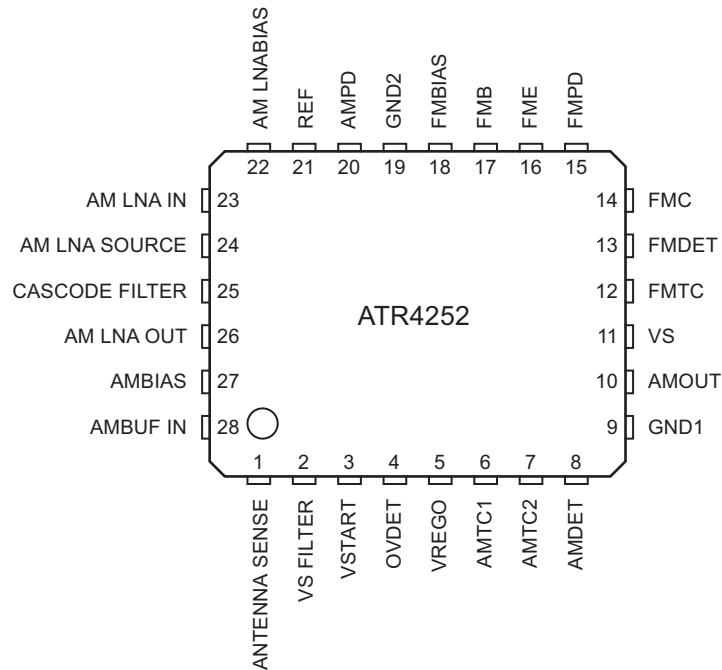 AM LNABIAS
REF
AMPD
GND2
FMBIAS
FMB
FME
FMPD
22 21 20 19 18 17 16 15
AM LNA IN 23 14 FMC
AM LNA SOURCE 24 13 FMDET
CASCODE FILTER 25 12 FMTC
ATR4252
AM LNA OUT 26 11 VS
AMBIAS 27 10 AMOUT
AMBUF IN 28 9 GND1
1 2 3 4 5 6 7 8
ANTENNA SENSE
VS FILTER
VSTART
OVDET
VREGO
AMTC1
AMTC2
AMDET